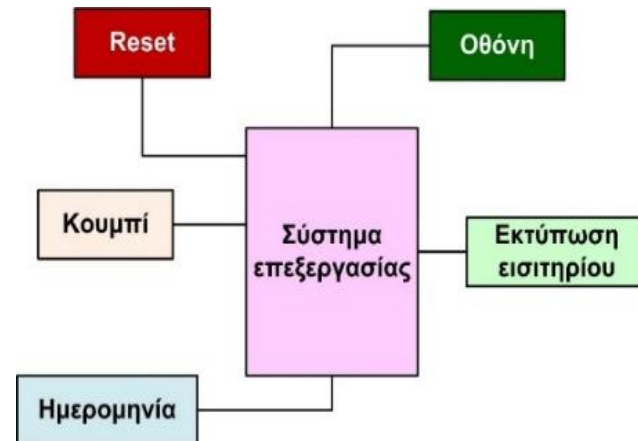 Reset
Οθόνη
Κουμπί
Σύστημα
επεξεργασίας
Εκτύπωση
εισιτηρίου
Ημερομηνία